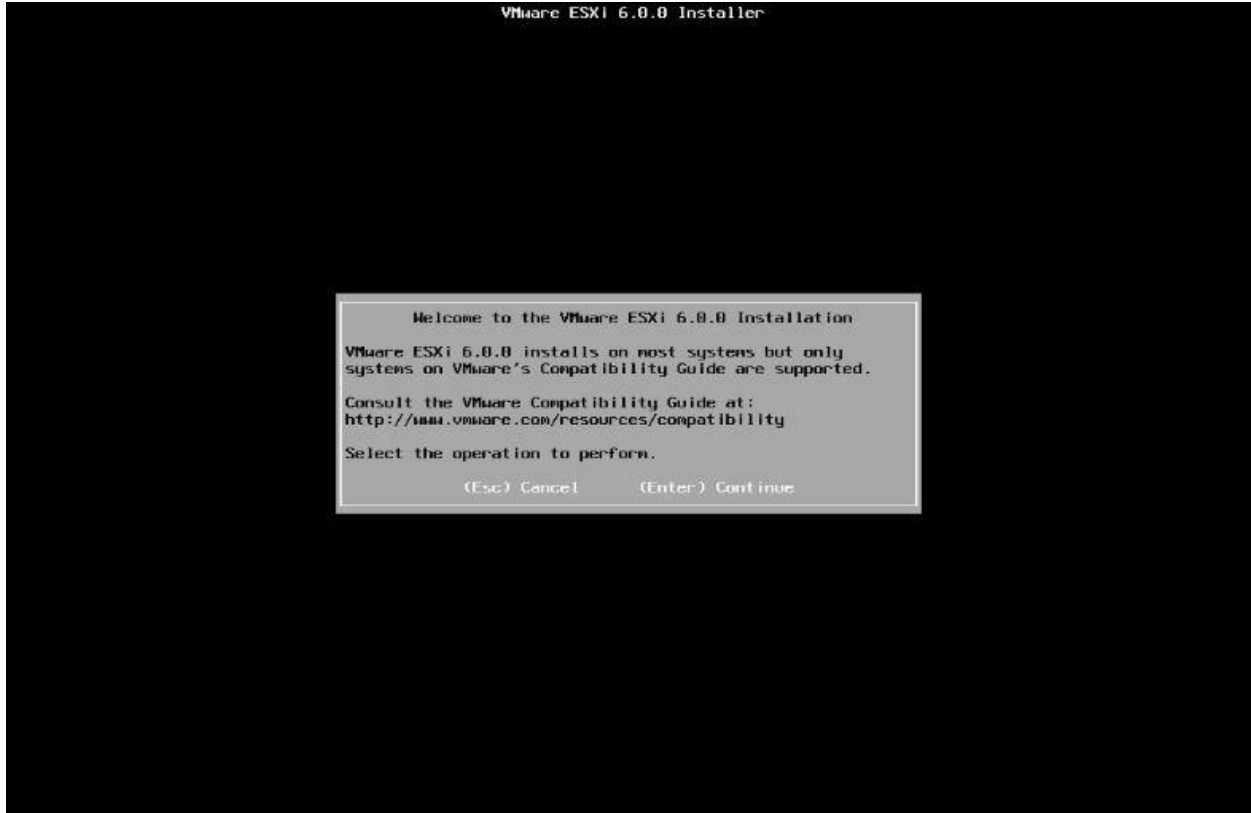 VMware ESXi 6.0.0 Installer
Welcome to the VMware ESXi 6.0.0 Installation
VMware ESXi 6.0.0 installs on most systems but only
systems on VMware's Compatibility Guide are supported.
Consult the VMware Compatibility Guide at:
http://www.vmware.com/resources/compatibility
Select the operation to perform.
(Esc) Cancel (Enter) Continue